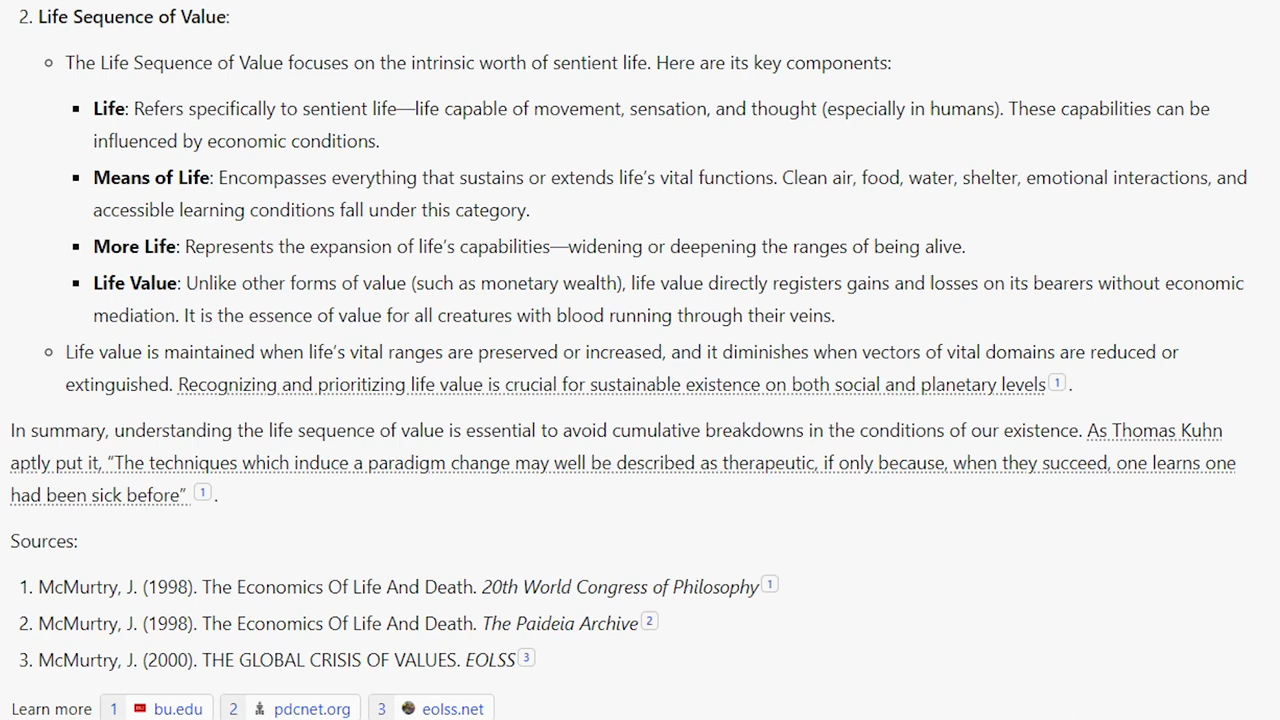 2. Life Sequence of Value:
○ The Life Sequence of Value focuses on the intrinsic worth of sentient life. Here are its key components:
▪ Life: Refers specifically to sentient life—life capable of movement, sensation, and thought (especially in humans). These capabilities can be
influenced by economic conditions.
▪ Means of Life: Encompasses everything that sustains or extends life’s vital functions. Clean air, food, water, shelter, emotional interactions, and
accessible learning conditions fall under this category.
▪ More Life: Represents the expansion of life’s capabilities—widening or deepening the ranges of being alive.
▪ Life Value: Unlike other forms of value (such as monetary wealth), life value directly registers gains and losses on its bearers without economic
mediation. It is the essence of value for all creatures with blood running through their veins.
○ Life value is maintained when life’s vital ranges are preserved or increased, and it diminishes when vectors of vital domains are reduced or
extinguished. Recognizing and prioritizing life value is crucial for sustainable existence on both social and planetary levels 1 .
In summary, understanding the life sequence of value is essential to avoid cumulative breakdowns in the conditions of our existence. As Thomas Kuhn
aptly put it, “The techniques which induce a paradigm change may well be described as therapeutic, if only because, when they succeed, one learns one
had been sick before” 1 .
Sources:
1. McMurtry, J. (1998). The Economics Of Life And Death. 20th World Congress of Philosophy 1
2. McMurtry, J. (1998). The Economics Of Life And Death. The Paideia Archive 2
3. McMurtry, J. (2000). THE GLOBAL CRISIS OF VALUES. EOLSS 3
Learn more 1 bu.edu 2 pdcnet.org 3 eolss.net